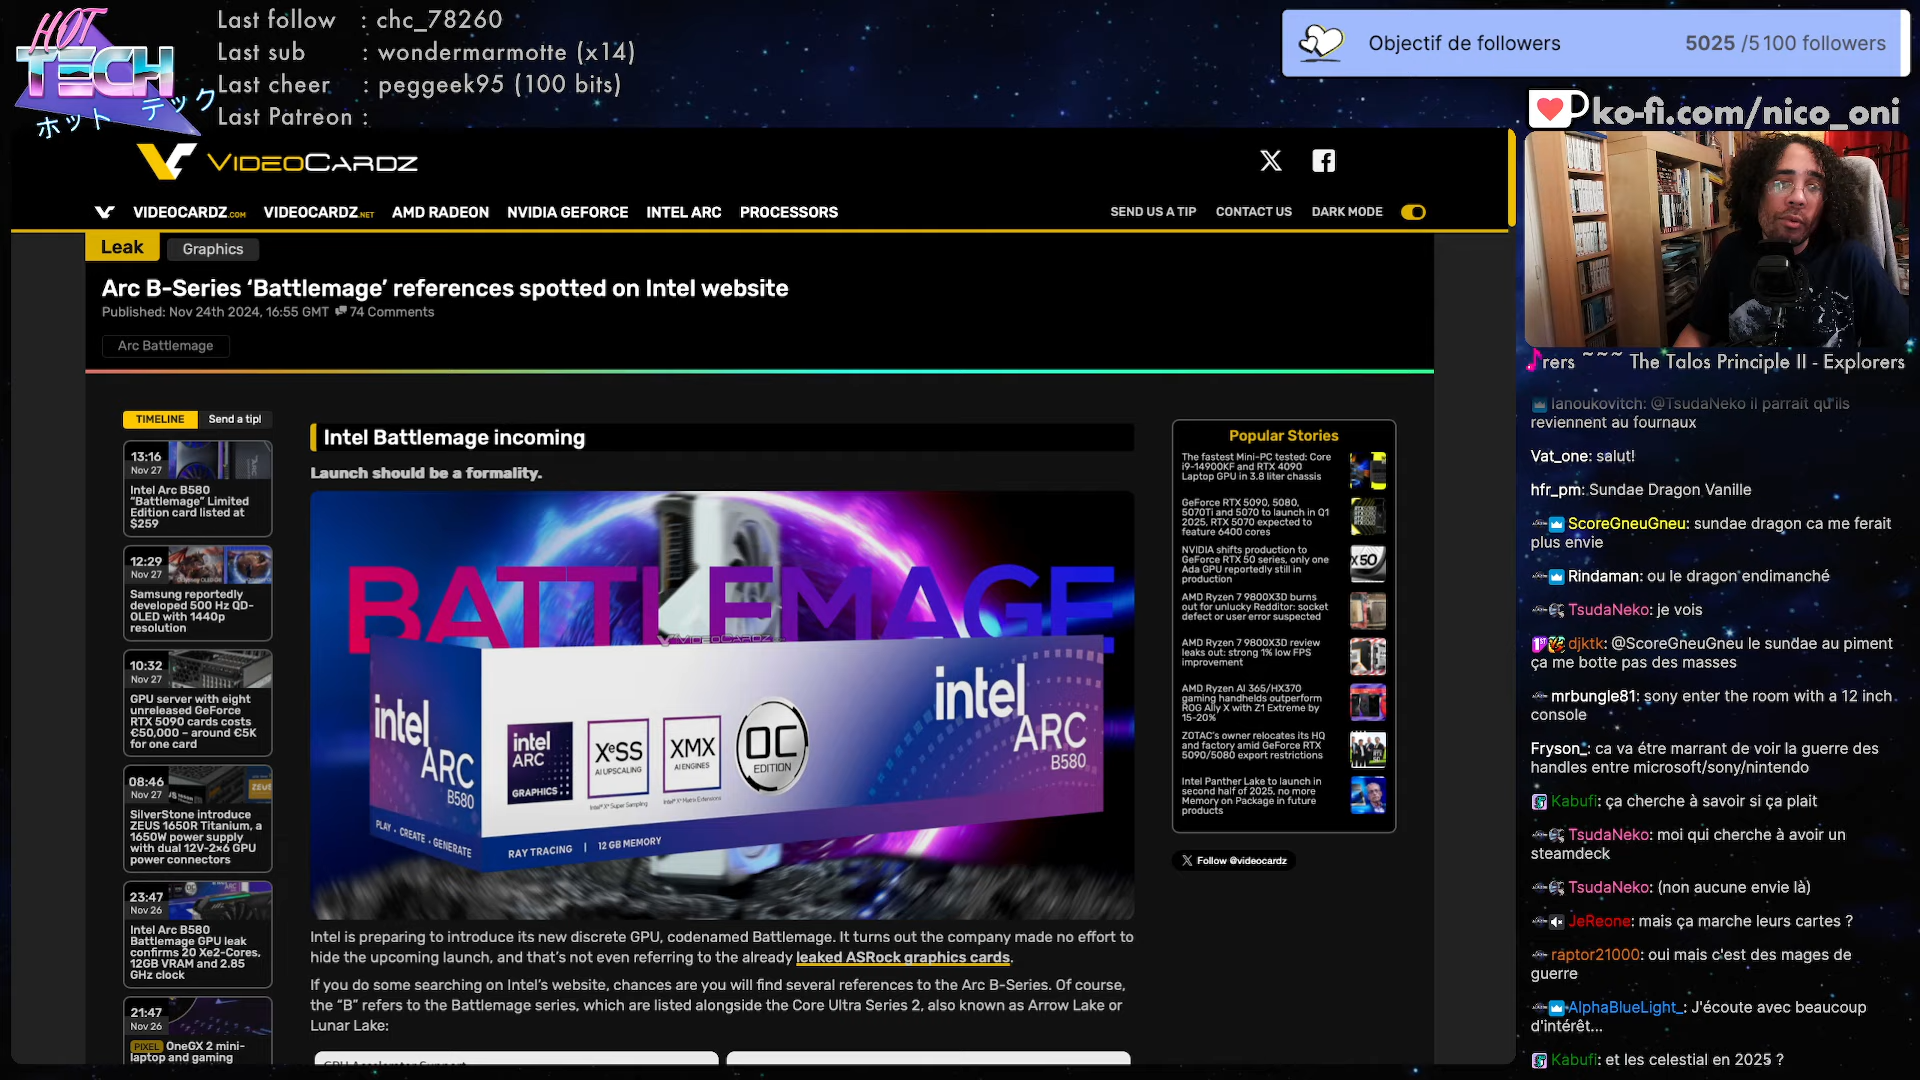 HOT
TECH
ホット テック
Last follow : chc_78260
Last sub : wondermarmotte (x14)
Last cheer : peggeek95 (100 bits)
Last Patreon :
Objectif de followers 5025 /5 100 followers
ko-fi.com/nico_oni
VIDEOCARDZ
VIDEOCARDZ.COM VIDEOCARDZ.NET AMD RADEON NVIDIA GEFORCE INTEL ARC PROCESSORS
SEND US A TIP CONTACT US DARK MODE
Leak Graphics
Arc B-Series ‘Battlemage’ references spotted on Intel website
Published: Nov 24th 2024, 16:55 GMT 74 Comments
Arc Battlemage
TIMELINE Send a tip!
13:16
Nov 27
Intel Arc B580
“Battlemage” Limited
Edition card listed at
$259
12:29
Nov 27
Samsung reportedly
developed 500 Hz QD-
OLED with 1440p
resolution
10:32
Nov 27
GPU server with eight
unreleased GeForce
RTX 5090 cards costs
€50,000 – around €5K
for one card
08:46
Nov 27
SilverStone introduce
ZEUS 1650R Titanium, a
1650W power supply
with dual 12V-2×6 GPU
power connectors
23:47
Nov 26
Intel Arc B580
Battlemage GPU leak
confirms 20 Xe2-Cores,
12GB VRAM and 2.85
GHz clock
21:47
Nov 26
PIXEL OneGX 2 mini-
laptop and gaming
Intel Battlemage incoming
Launch should be a formality.
BATTLEMAGE
VIDEOCARDZ
intel
ARC
B580
PLAY · CREATE · GENERATE
intel
ARC
GRAPHICS
XeSS
AI UPSCALING
Intel® Xe Super Sampling
XMX
AI ENGINES
Intel® Xe Matrix Extensions
OC
EDITION
intel
ARC
B580
RAY TRACING | 12 GB MEMORY
Intel is preparing to introduce its new discrete GPU, codenamed Battlemage. It turns out the company made no effort to
hide the upcoming launch, and that’s not even referring to the already leaked ASRock graphics cards.
If you do some searching on Intel’s website, chances are you will find several references to the Arc B-Series. Of course,
the “B” refers to the Battlemage series, which are listed alongside the Core Ultra Series 2, also known as Arrow Lake or
Lunar Lake:
Popular Stories
The fastest Mini-PC tested: Core
i9-14900KF and RTX 4090
Laptop GPU in 3.8 liter chassis
GeForce RTX 5090, 5080,
5070Ti and 5070 to launch in Q1
2025, RTX 5070 expected to
feature 6400 cores
NVIDIA shifts production to
GeForce RTX 50 series, only one
Ada GPU reportedly still in
production
AMD Ryzen 7 9800X3D burns
out for unlucky Redditor: socket
defect or user error suspected
AMD Ryzen 7 9800X3D review
leaks out: strong 1% low FPS
improvement
AMD Ryzen AI 365/HX370
gaming handhelds outperform
ROG Ally X with Z1 Extreme by
15-20%
ZOTAC’s owner relocates its HQ
and factory amid GeForce RTX
5090/5080 export restrictions
Intel Panther Lake to launch in
second half of 2025, no more
Memory on Package in future
products
Follow @videocardz
rers ~~~ The Talos Principle II - Explorers
lanoukovitch: @TsudaNeko il parrait qu'ils
reviennent au fournaux
Vat_one: salut!
hfr_pm: Sundae Dragon Vanille
ScoreGneuGneu: sundae dragon ca me ferait
plus envie
Rindaman: ou le dragon endimanché
TsudaNeko: je vois
djktk: @ScoreGneuGneu le sundae au piment
ça me botte pas des masses
mrbungle81: sony enter the room with a 12 inch
console
Fryson_: ca va étre marrant de voir la guerre des
handles entre microsoft/sony/nintendo
Kabufi: ça cherche à savoir si ça plait
TsudaNeko: moi qui cherche à avoir un
steamdeck
TsudaNeko: (non aucune envie là)
JeReone: mais ça marche leurs cartes ?
raptor21000: oui mais c'est des mages de
guerre
AlphaBlueLight_: J'écoute avec beaucoup
d'intérêt...
Kabufi: et les celestial en 2025 ?